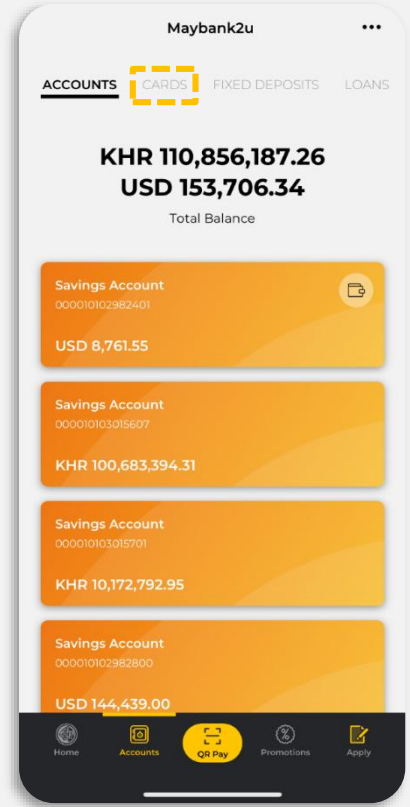 Maybank2u
ACCOUNTS CARDS FIXED DEPOSITS LOANS
KHR 110,856,187.26
USD 153,706.34
Total Balance
Savings Account
000010102982401
USD 8,761.55
Savings Account
000010103015607
KHR 100,683,394.31
Savings Account
000010103015701
KHR 10,172,792.95
Savings Account
000010102982800
USD 144,439.00
Home Accounts QR Pay Promotions Apply